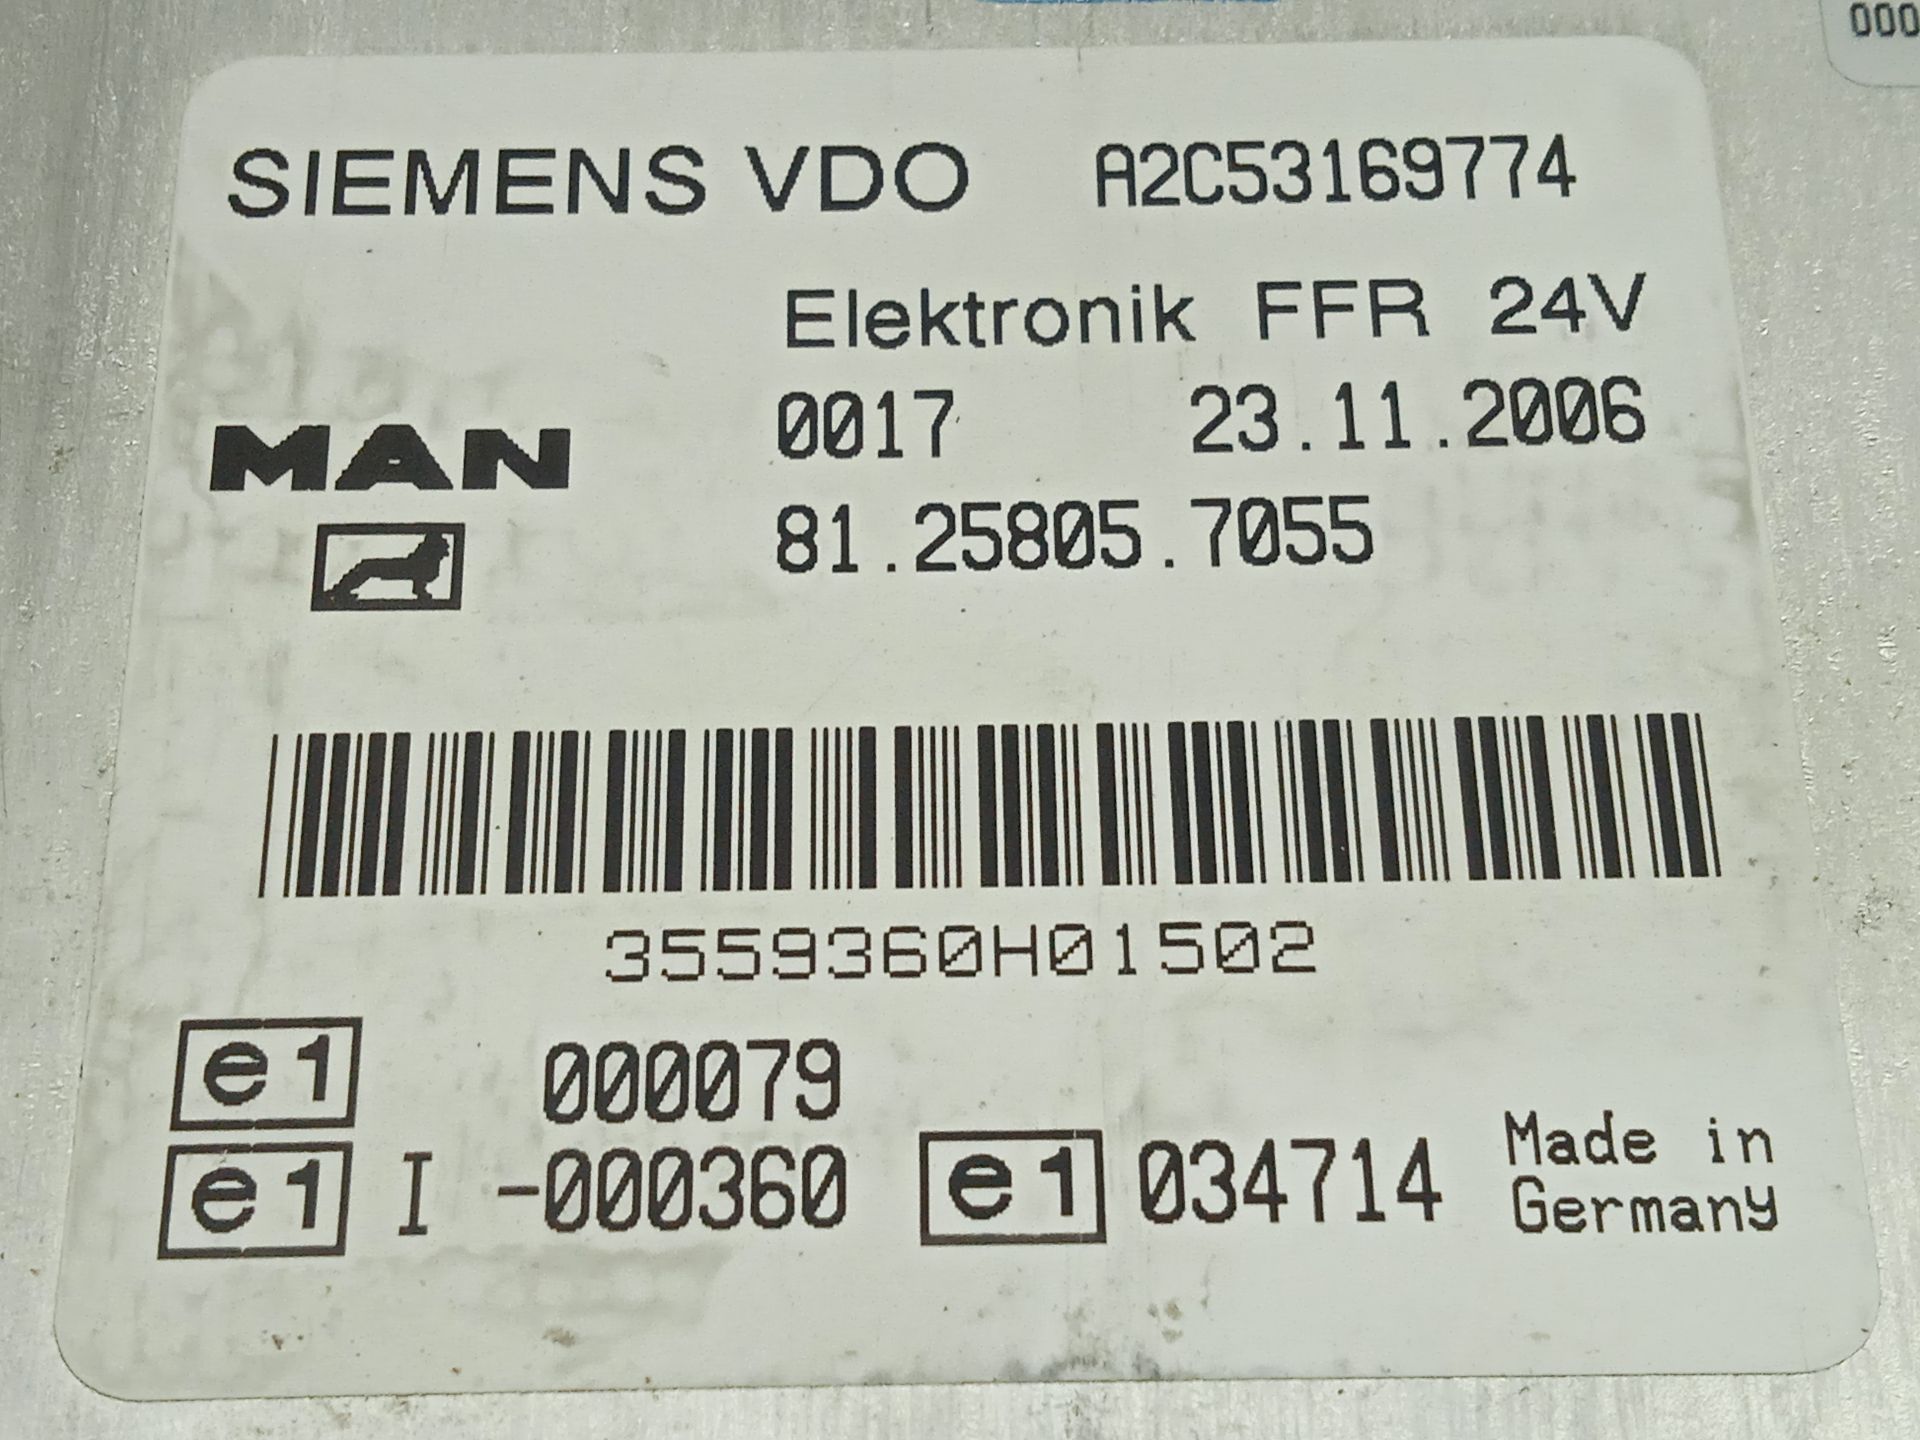 000
SIEMENS VDO A2C53169774
Elektronik FFR 24V
0017 23.11.2006
MAN
81.25805.7055
3559360H01502
e1 000079
e1 I -000360 e1 034714
Made in
Germany